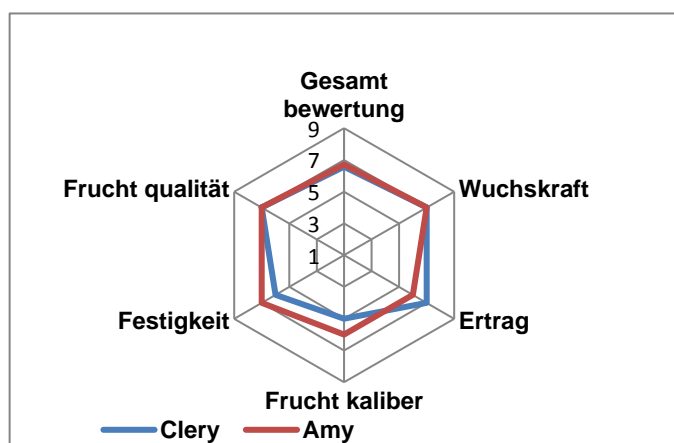 Gesamt
bewertung
9
7
5
3
1
Frucht qualität
Wuchskraft
Festigkeit
Ertrag
Frucht kaliber
Clery
Amy